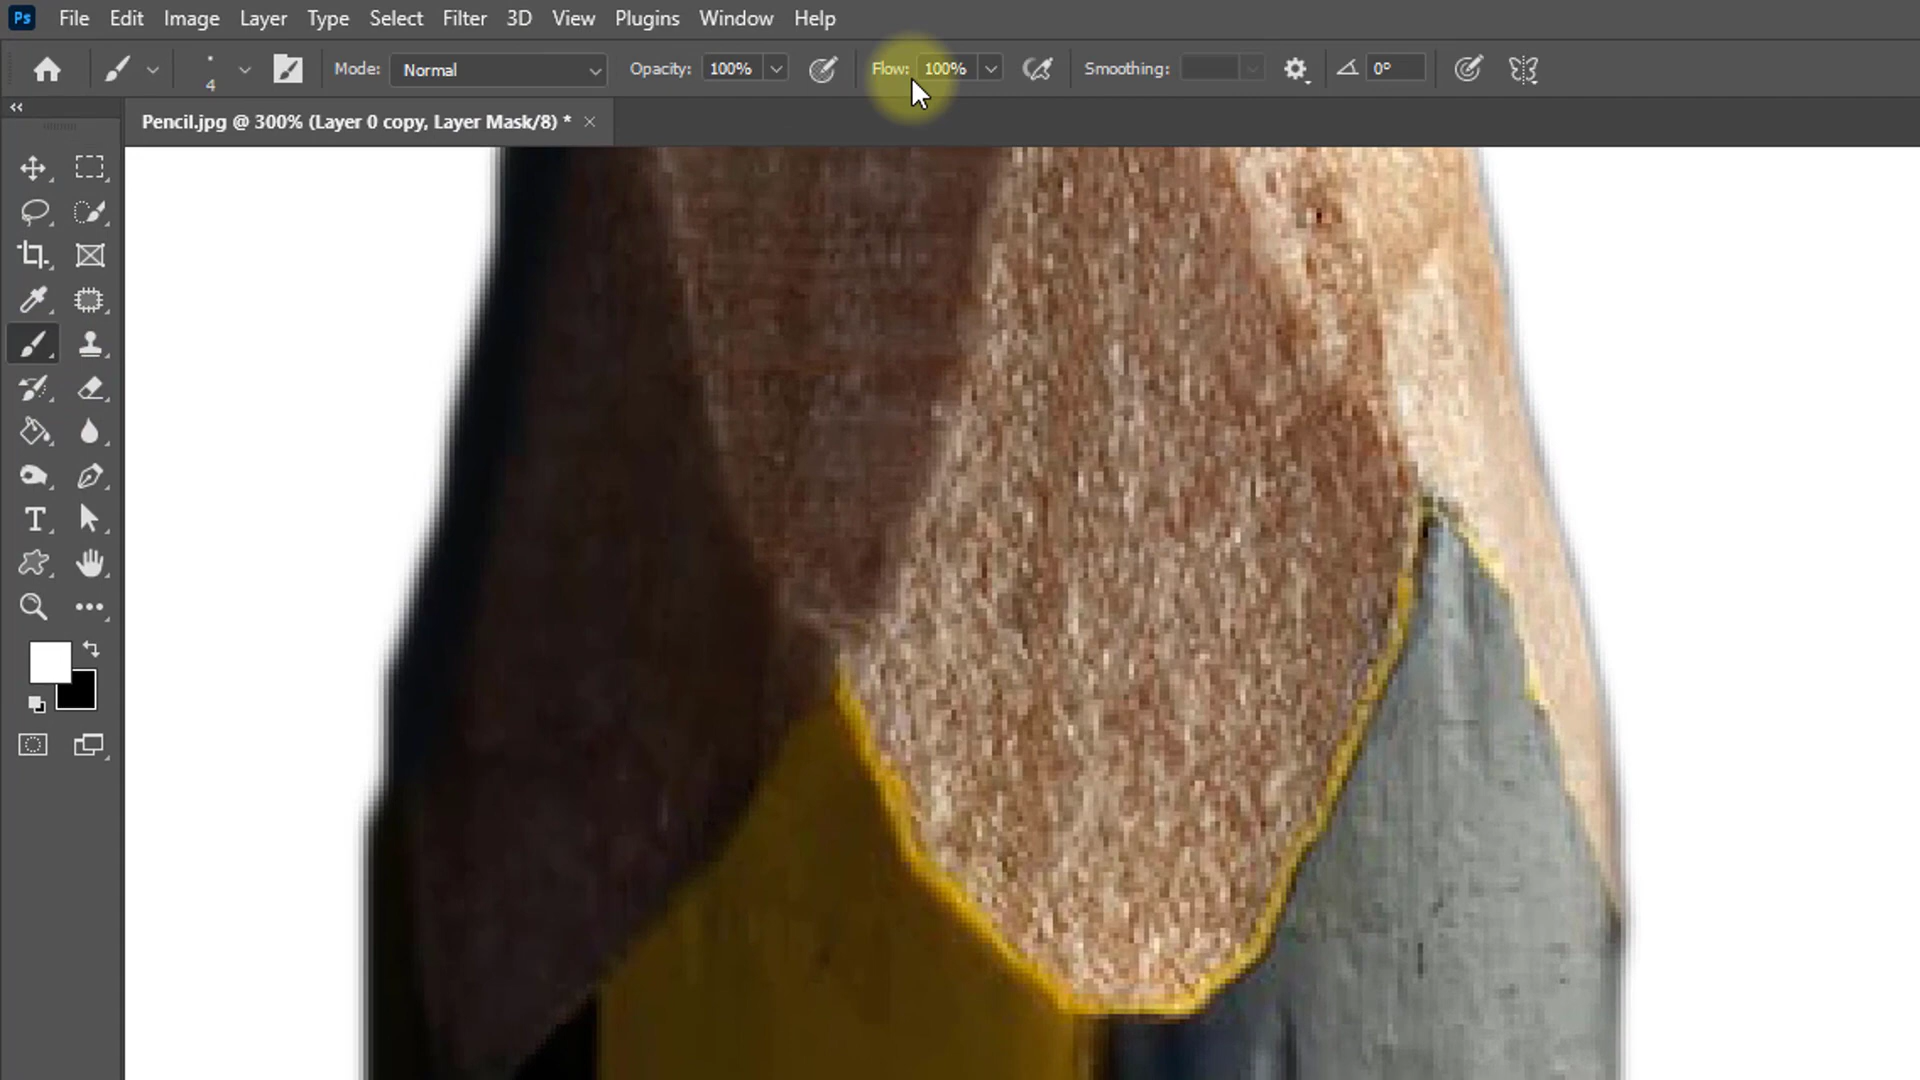 Ps File Edit Image Layer Select Filter 3D View Plugins Window Help
4 Mode: Normal Opacity: 100% Flow: 100% Smoothing: 0°
Pencil.jpg @ 300% (Layer 0 copy, Layer Mask/8) * ×
T